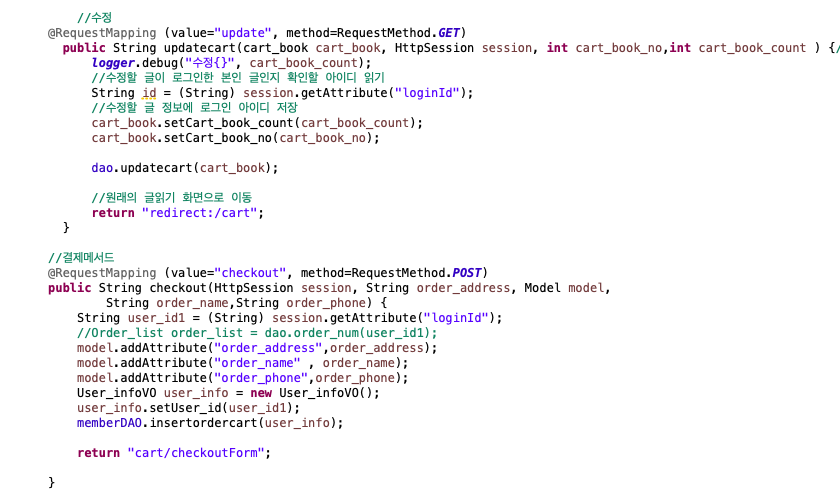 //수정
@RequestMapping (value="update", method=RequestMethod.GET)
public String updatecart(cart_book cart_book, HttpSession session, int cart_book_no,int cart_book_count ) {/
logger.debug("수정{}", cart_book_count);
//수정할 글이 로그인한 본인 글인지 확인할 아이디 읽기
String id = (String) session.getAttribute("loginId");
//수정할 글 정보에 로그인 아이디 저장
cart_book.setCart_book_count(cart_book_count);
cart_book.setCart_book_no(cart_book_no);
dao.updatecart(cart_book);
//원래의 글읽기 화면으로 이동
return "redirect:/cart";
}
//결제메서드
@RequestMapping (value="checkout", method=RequestMethod.POST)
public String checkout(HttpSession session, String order_address, Model model,
String order_name,String order_phone) {
String user_id1 = (String) session.getAttribute("loginId");
//Order_list order_list = dao.order_num(user_id1);
model.addAttribute("order_address",order_address);
model.addAttribute("order_name" , order_name);
model.addAttribute("order_phone",order_phone);
User_infoVO user_info = new User_infoVO();
user_info.setUser_id(user_id1);
memberDAO.insertordercart(user_info);
return "cart/checkoutForm";
}